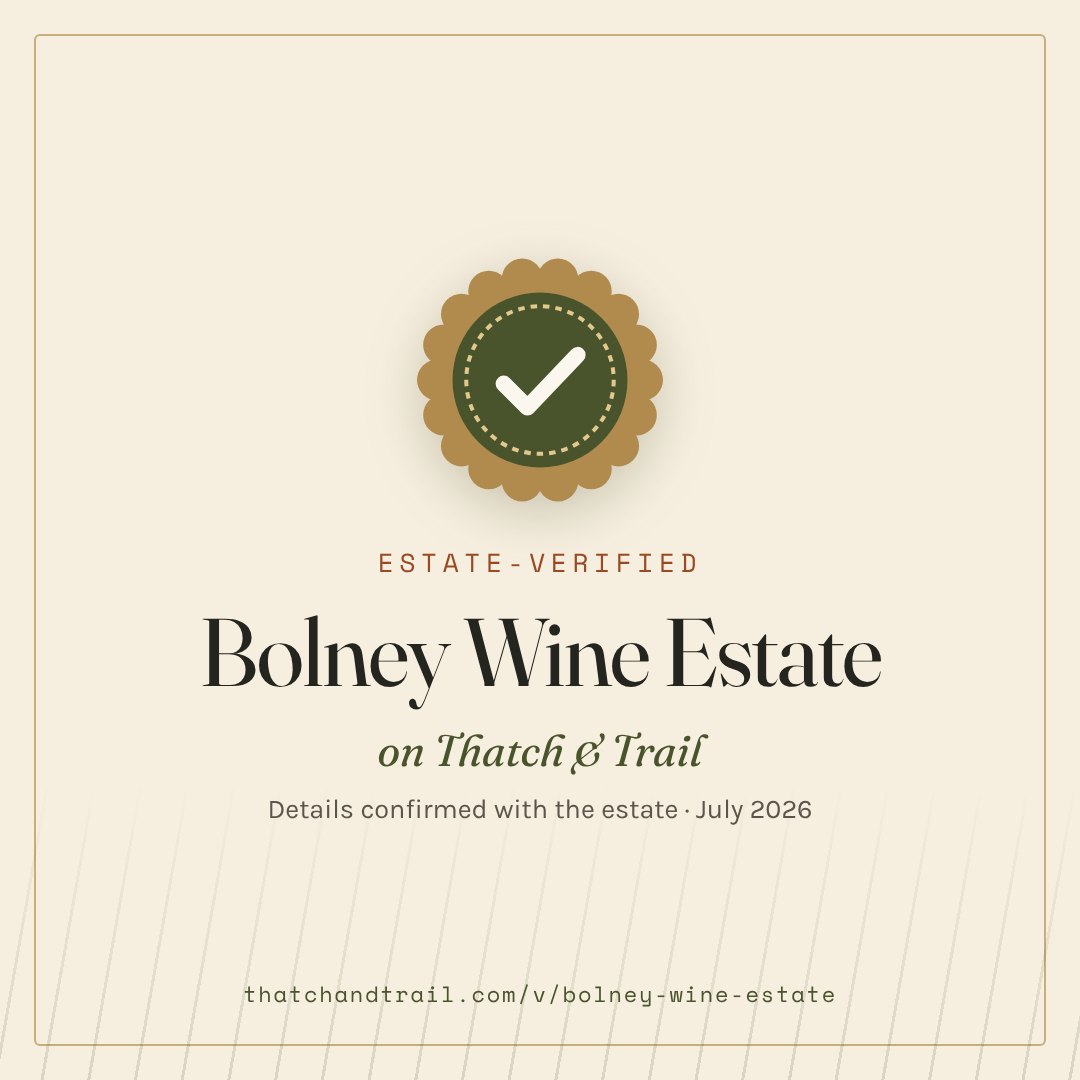 ESTATE-VERIFIED
Bolney Wine Estate
on Thatch & Trail
Details confirmed with the estate · July 2026
thatchandtrail.com/v/bolney-wine-estate